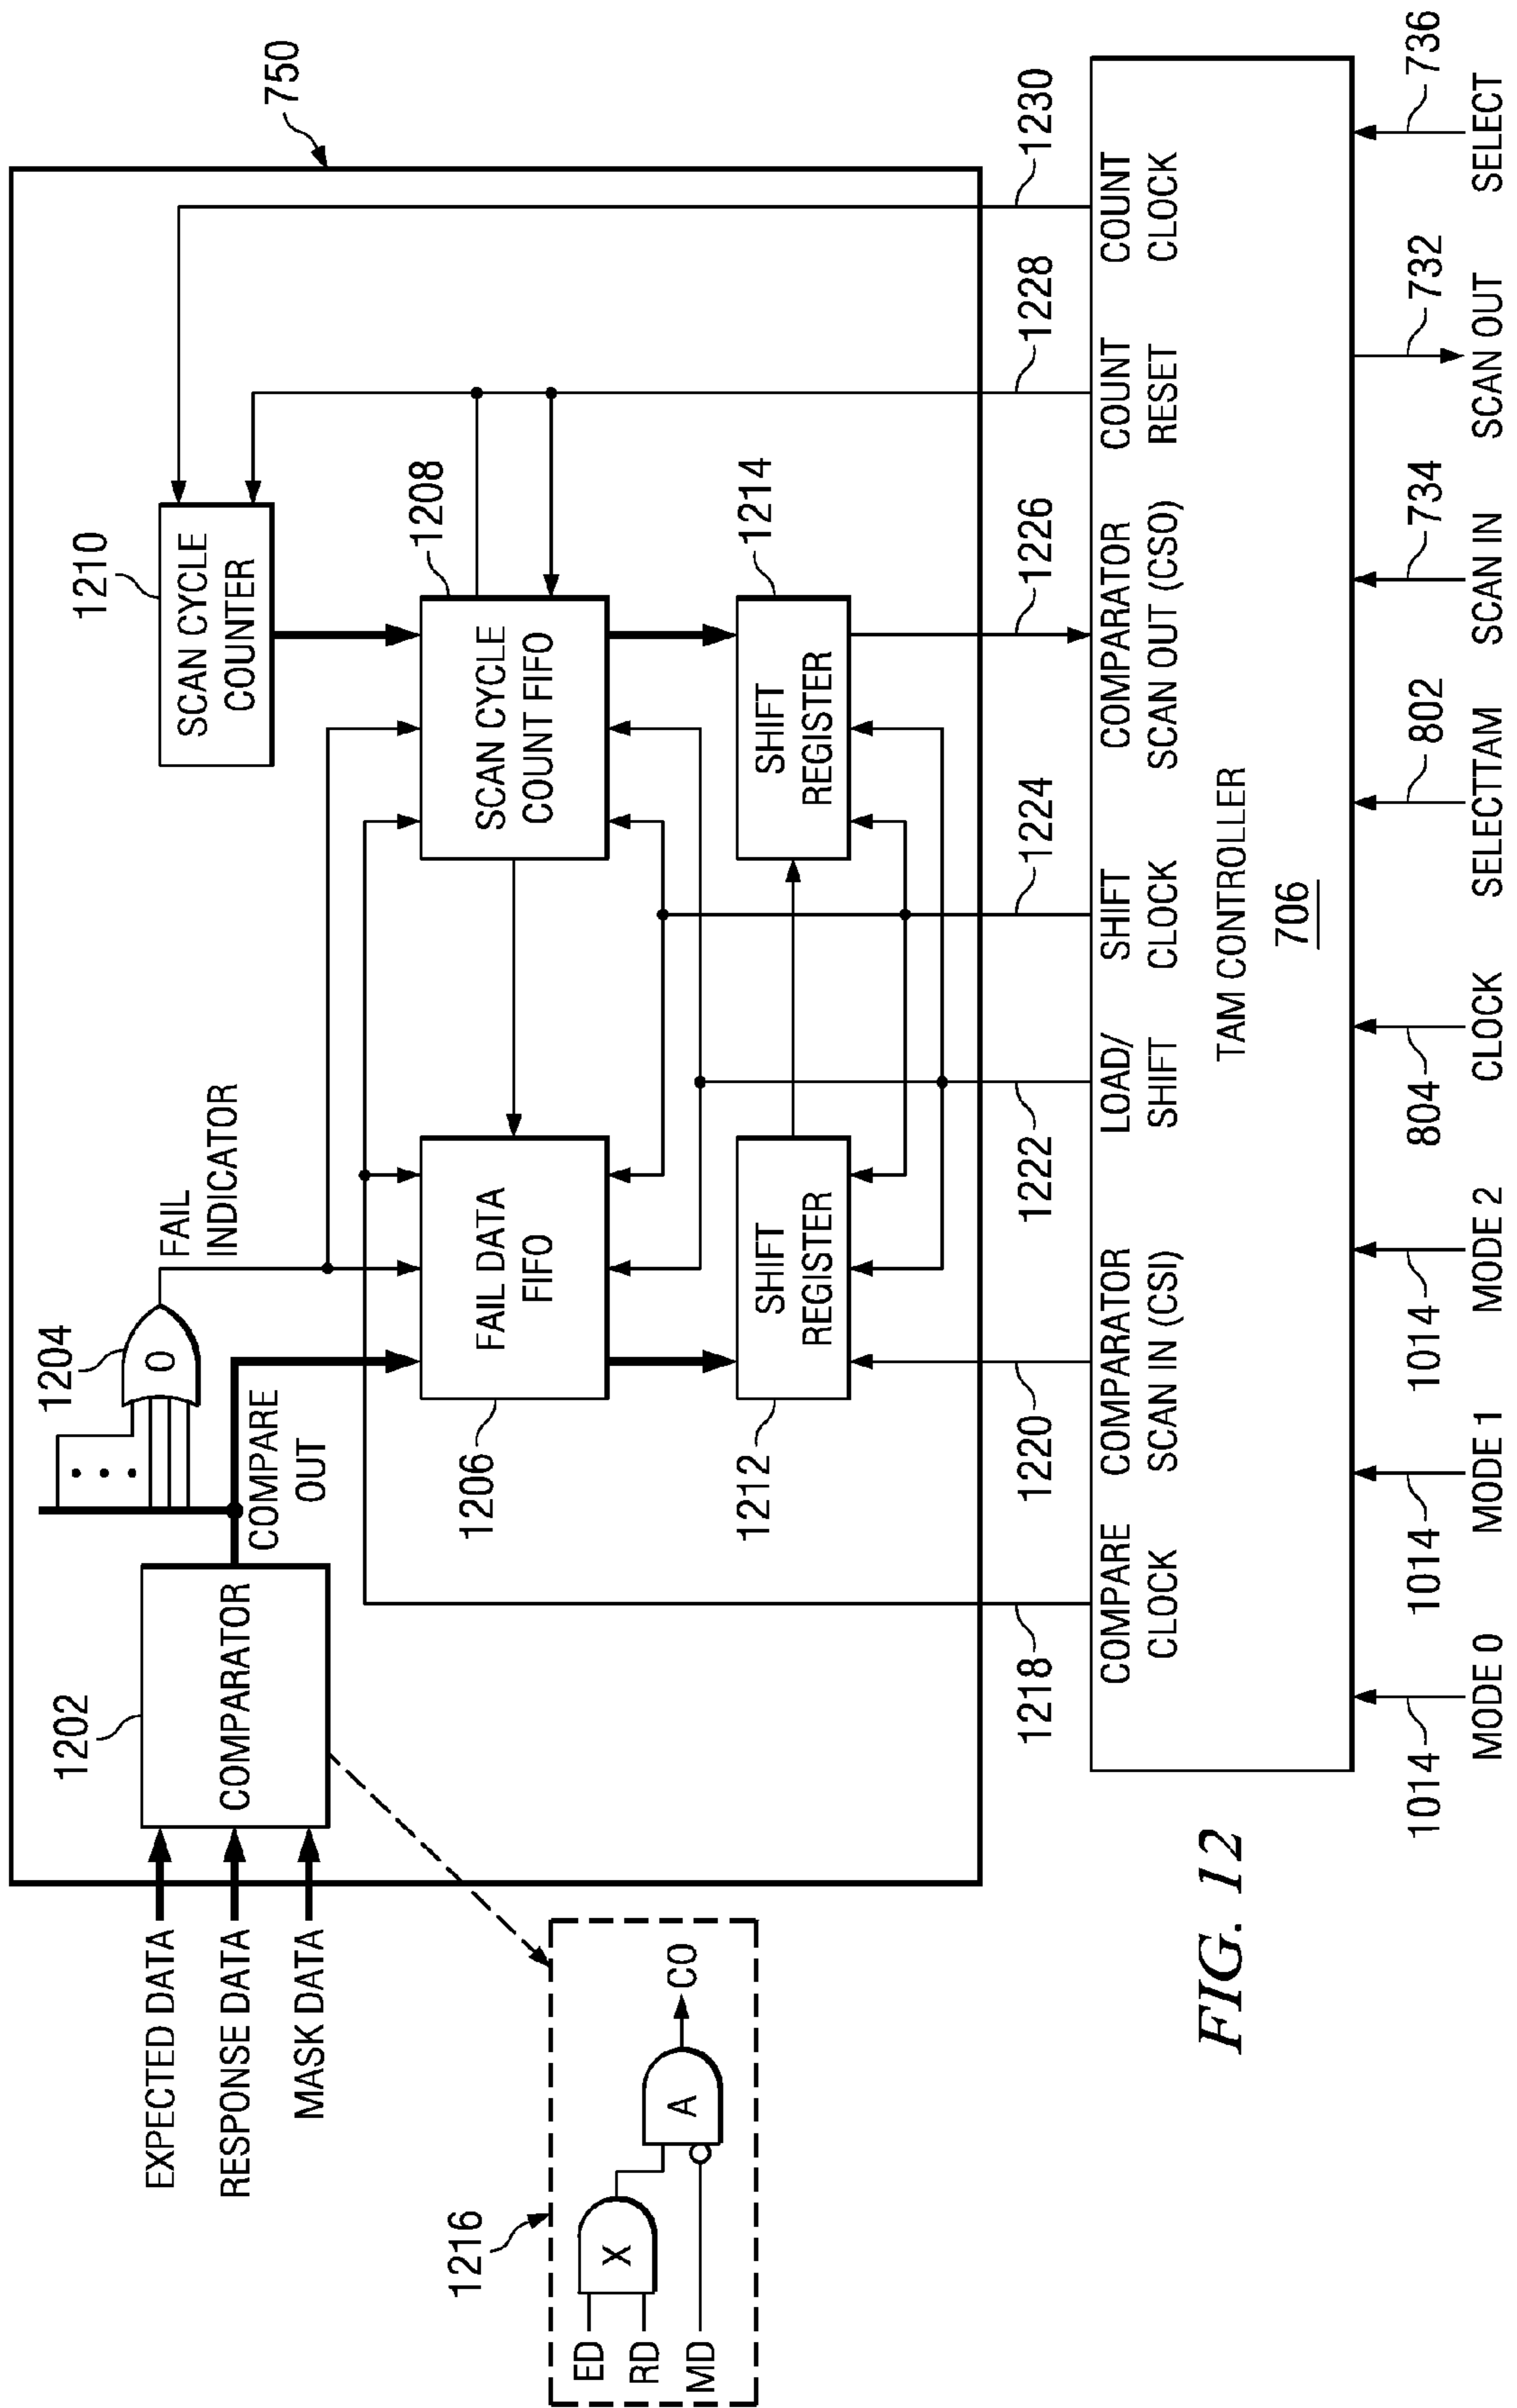 EXPECTED DATA
RESPONSE DATA
MASK DATA
1202
COMPARATOR
COMPARE
OUT
1204
O
FAIL
INDICATOR
1210
SCAN CYCLE
COUNTER
750
1206
FAIL DATA
FIFO
SCAN CYCLE
COUNT FIFO
1208
1212
SHIFT
REGISTER
SHIFT
REGISTER
1214
1216
ED
RD
MD
X
A
CO
1218
1220
1222
1224
1226
1228
1230
COMPARE
CLOCK
COMPARATOR
SCAN IN (CSI)
LOAD/
SHIFT
SHIFT
CLOCK
COMPARATOR
SCAN OUT (CSO)
COUNT
RESET
COUNT
CLOCK
TAM CONTROLLER
706
1014
1014
1014
804
802
734
732
736
MODE 0
MODE 1
MODE 2
CLOCK
SELECTTAM
SCAN IN
SCAN OUT
SELECT
FIG. 12